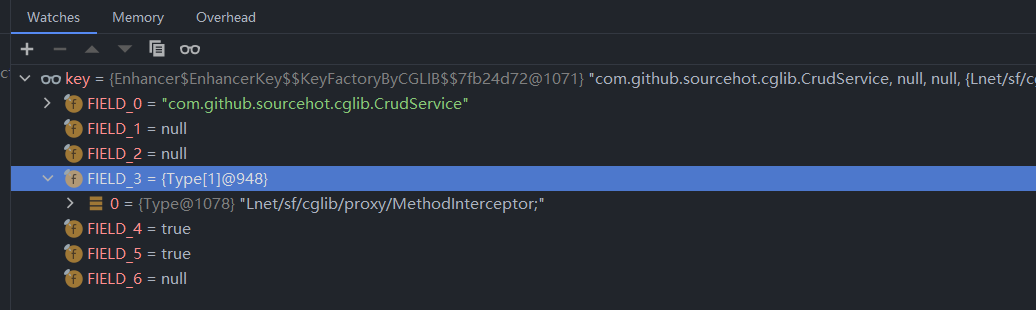 Watches Memory Overhead
key = {Enhancer$EnhancerKey$$KeyFactoryByCGLIB$$7fb24d72@1071} "com.github.sourcehot.cglib.CrudService, null, null, {Lnet/sf/cg
FIELD_0 = "com.github.sourcehot.cglib.CrudService"
FIELD_1 = null
FIELD_2 = null
FIELD_3 = {Type[1]@948}
0 = {Type@1078} "Lnet/sf/cglib/proxy/MethodInterceptor;"
FIELD_4 = true
FIELD_5 = true
FIELD_6 = null